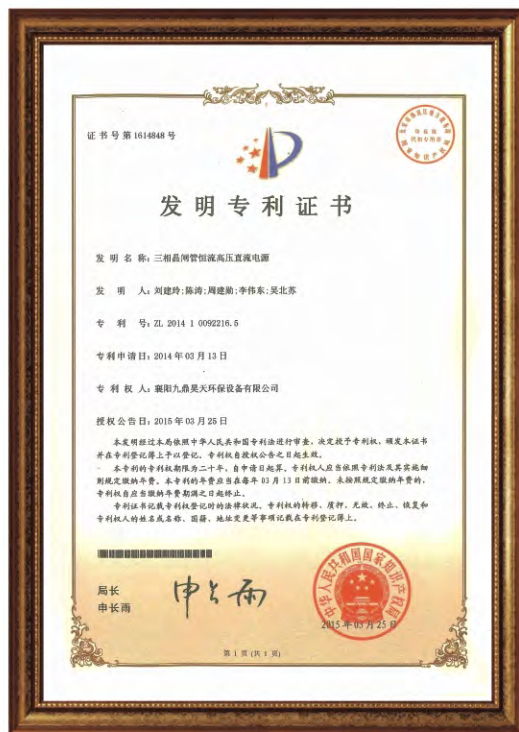 证书号第1614848号
发明专利证书
发 明 名 称：三相晶闸管恒流高压直流电源
发 明 人：刘建玲;陈涛;周建勋;李伟东;吴北苏
专 利 号：ZL 2014 1 0092216.5
专利申请日：2014年03月13日
专 利 权 人：襄阳九鼎昊天环保设备有限公司
授权公告日：2015年03月25日
本发明经过本局依照中华人民共和国专利法进行审查，决定授予专利权，颁发本证书
并在专利登记簿上予以登记。专利权自授权公告之日起生效。
本专利的专利权期限为二十年，自申请日起算。专利权人应当依照专利法及其实施细
则规定缴纳年费。本专利的年费应当在每年03月13日前缴纳。未按照规定缴纳年费的，
专利权自应当缴纳年费期满之日起终止。
专利证书记载专利权登记时的法律状况。专利权的转移、质押、无效、终止、恢复和
专利权人的姓名或名称、国籍、地址变更等事项记载在专利登记簿上。
局长
申长雨
申长雨
中华人民共和国国家知识产权局
2015年03月25日
第 1 页 (共 1 页)